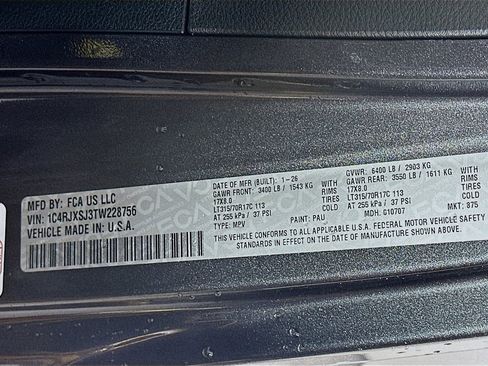 MFD BY:
FCA US LLC
VIN: 1C4RJXSJ3TW228756
VEHICLE MADE IN: U.S.A.
DATE OF MFR (BUILT): 1-26
GAWR FRONT: 3400 LB / 1543 KG WITH
17X8.0 RIMS
LT315/70R17C 113 TIRES
AT 255 kPa / 37 PSI COLD
TYPE: MPV PAINT: PAU
GVWR: 6400 LB / 2903 KG
GAWR REAR: 3550 LB / 1611 KG
17X8.0 WITH
LT315/70R17C 113 RIMS TIRES
AT 255 kPa / 37 PSI COLD
MDH: 010707 MKT: 875
THIS VEHICLE CONFORMS TO ALL APPLICABLE U.S.A. FEDERAL MOTOR VEHICLE SAFETY
STANDARDS IN EFFECT ON THE DATE OF MANUFACTURE SHOWN ABOVE.